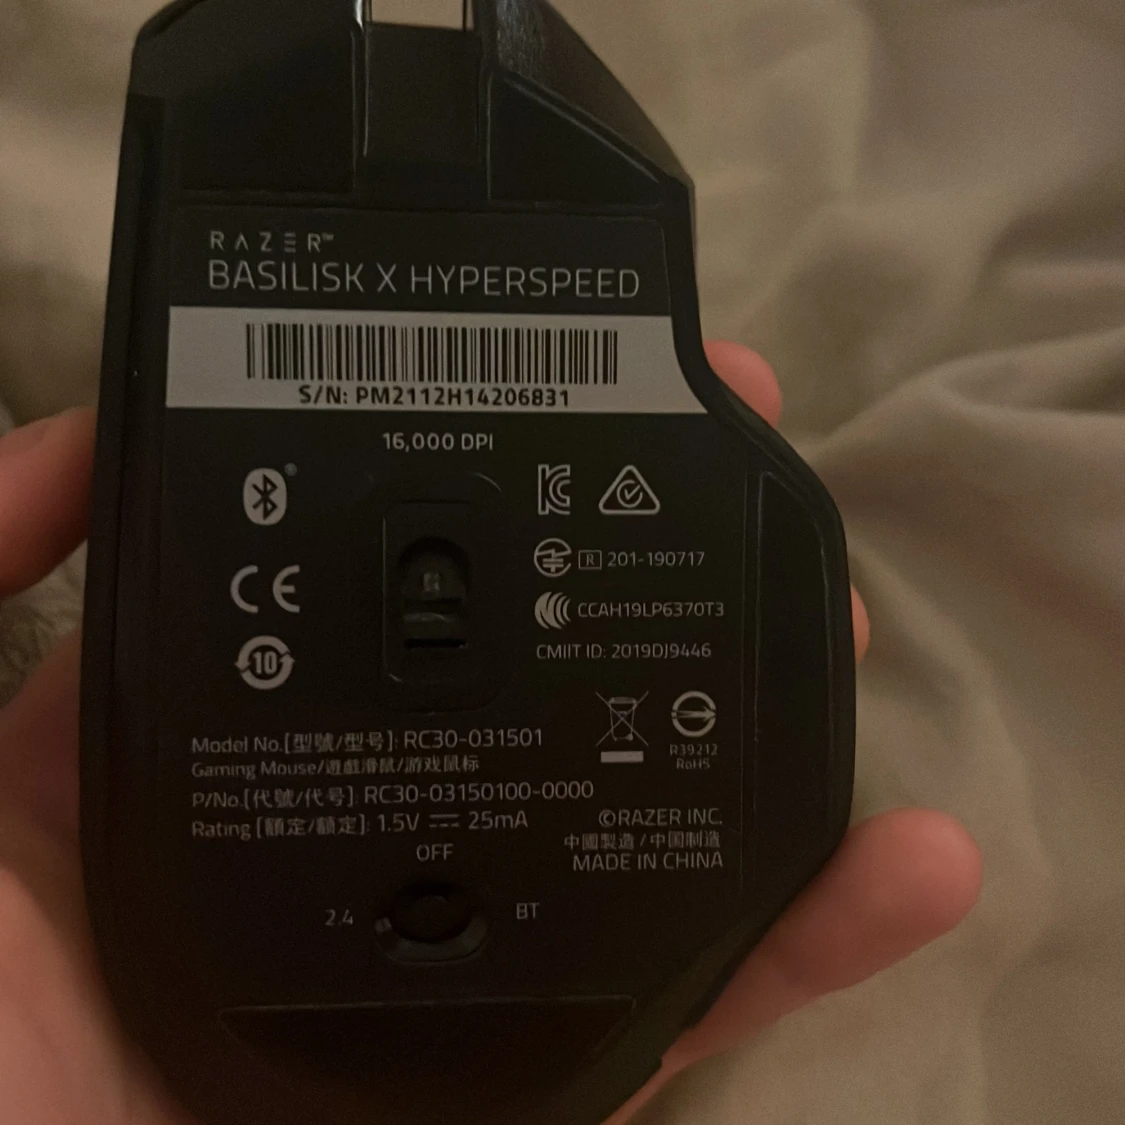 RAZER™
BASILISK X HYPERSPEED
S/N: PM2112H14206831
16,000 DPI
R 201-190717
CCAH19LP6370T3
CMIIT ID: 2019DJ9446
CE
10
R39212
RoHS
Model No.[型號/型号]: RC30-031501
Gaming Mouse/遊戲滑鼠/游戏鼠标
P/No.[代號/代号]: RC30-03150100-0000
Rating [額定/额定]: 1.5V ⎓ 25mA
©RAZER INC.
中國製造 / 中国制造
MADE IN CHINA
OFF
2.4
BT